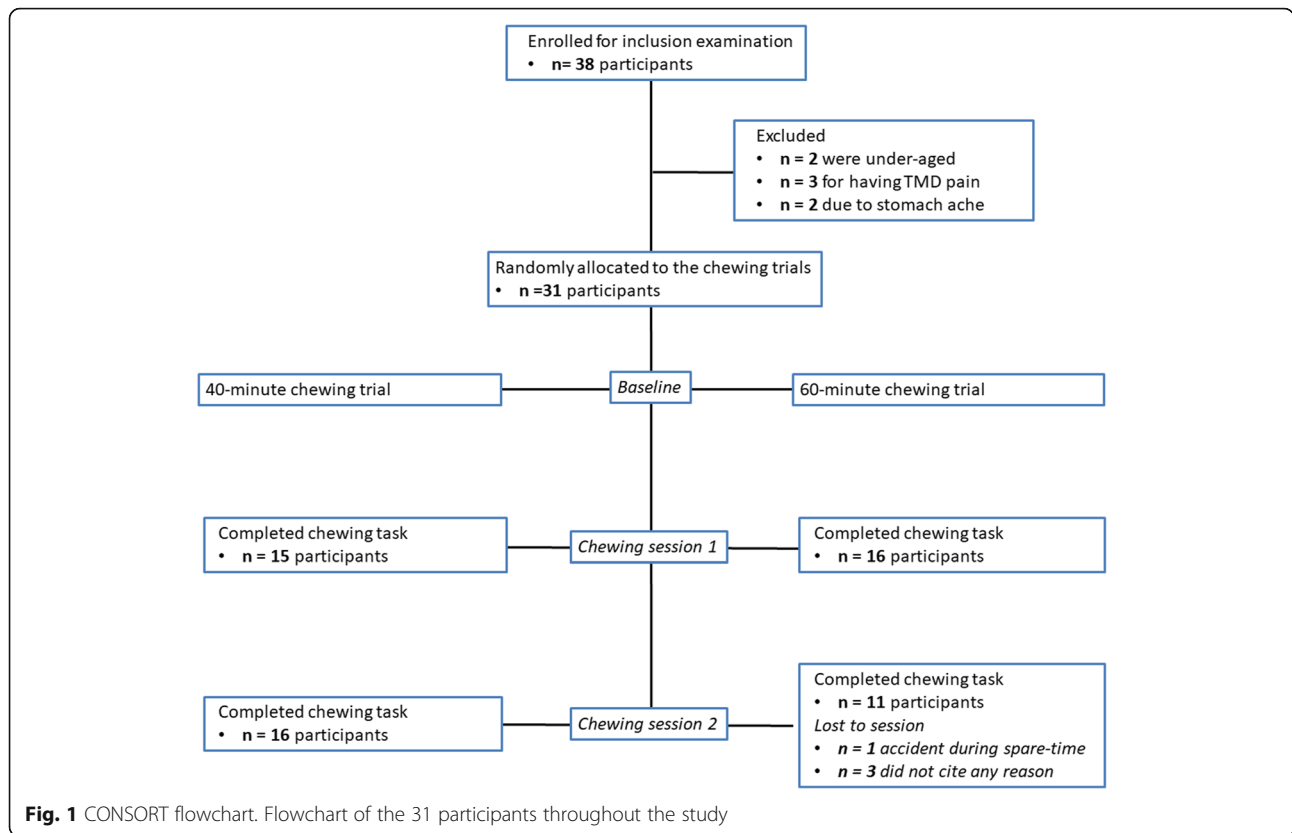 Enrolled for inclusion examination
• n= 38 participants
Excluded
• n = 2 were under-aged
• n = 3 for having TMD pain
• n = 2 due to stomach ache
Randomly allocated to the chewing trials
• n =31 participants
40-minute chewing trial
Baseline
60-minute chewing trial
Completed chewing task
• n = 15 participants
Chewing session 1
Completed chewing task
• n = 16 participants
Completed chewing task
• n = 16 participants
Chewing session 2
Completed chewing task
• n = 11 participants
Lost to session
• n = 1 accident during spare-time
• n = 3 did not cite any reason
Fig. 1 CONSORT flowchart. Flowchart of the 31 participants throughout the study